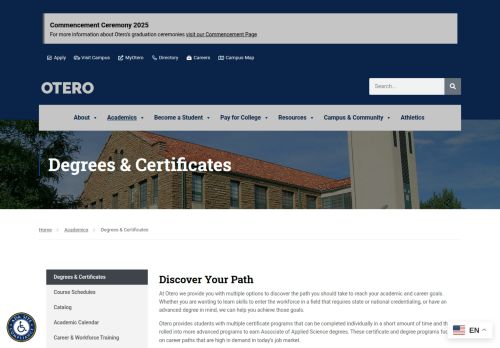 Commencement Ceremony 2025
For more information about Otero's graduation ceremonies visit our Commencement Page
Apply Visit Campus MyOtero Directory Careers Campus Map
OTERO
Search...
About Academics Become a Student Pay for College Resources Campus & Community Athletics
Degrees & Certificates
Home Academics Degrees & Certificates
Degrees & Certificates
Course Schedules
Catalog
Academic Calendar
Career & Workforce Training
Discover Your Path
At Otero we provide you with multiple options to discover the path you should take to reach your academic and career goals.
Whether you are wanting to learn skills to enter the workforce in a field that requires state or national credentialing, or have an
advanced degree in mind, we can help you achieve those goals.
Otero provides students with multiple certificate programs that can be completed individually in a short amount of time and th
rolled into more advanced programs to earn Associate of Applied Science degrees. These certificate and degree programs foc
on career paths that are high in demand in today's job market.
EN